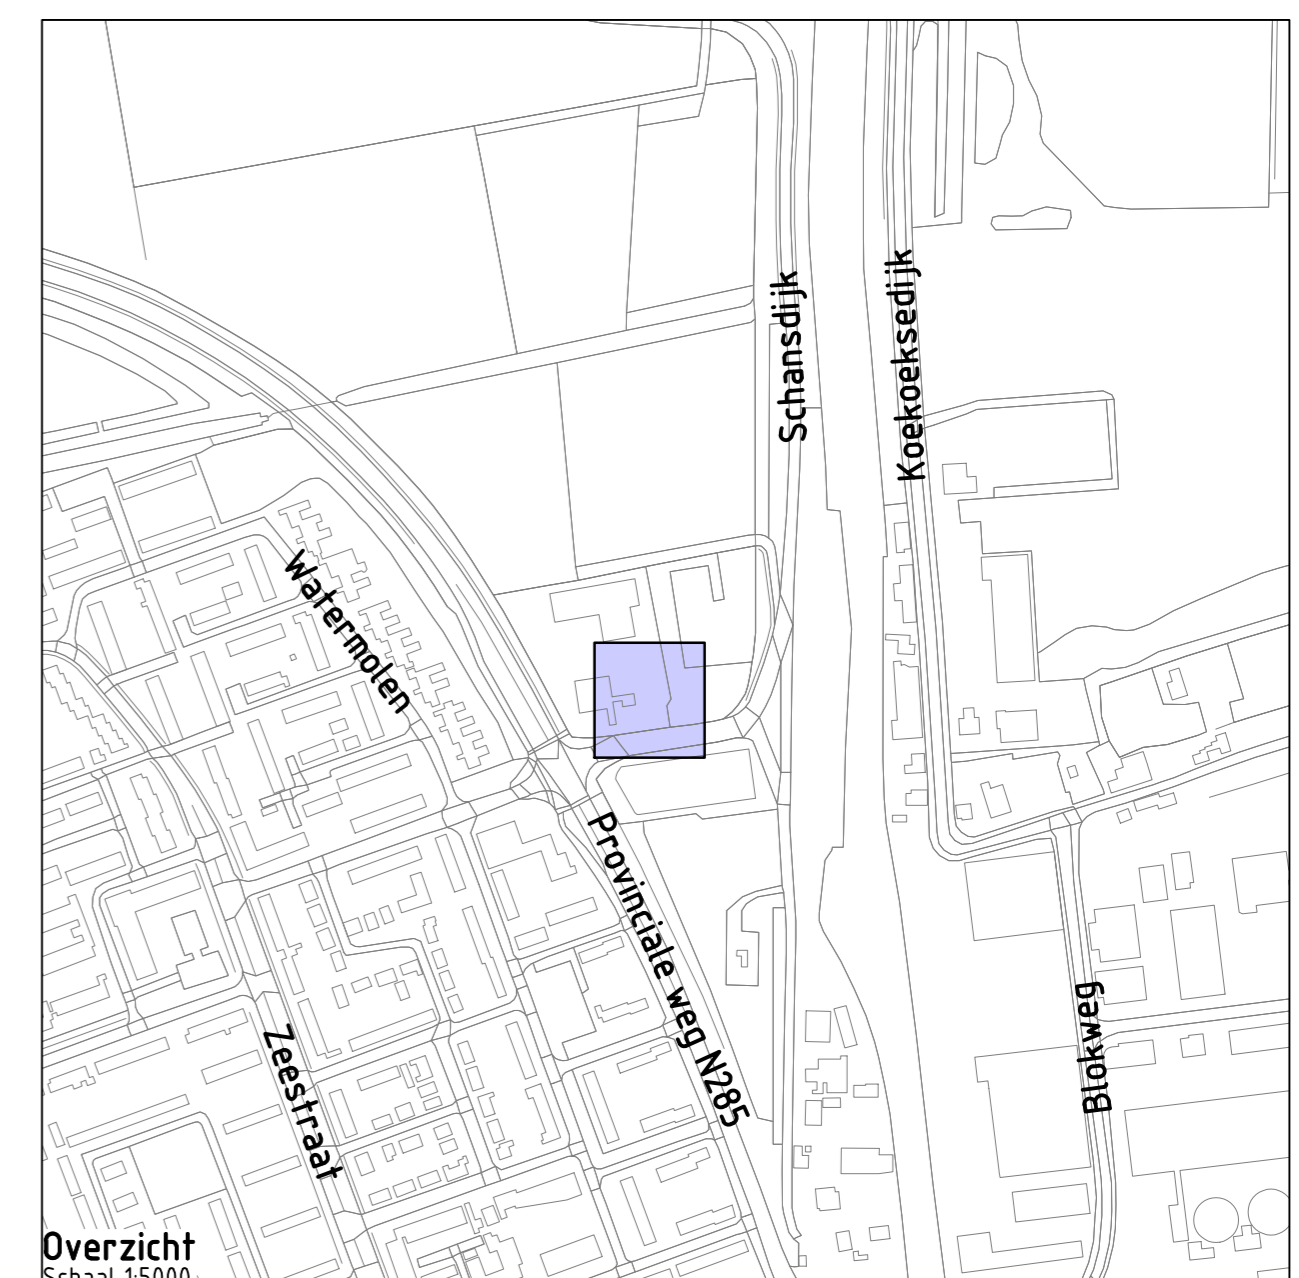 Schansdijk
Koekoeksedijk
Watermolen
Provinciale weg N285
Blokweg
Zeestraat
Overzicht
Schaal 1:5000